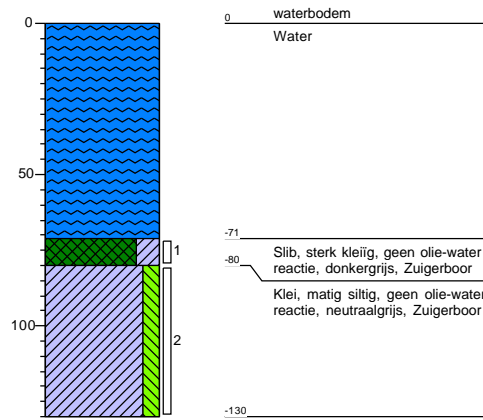 0
50
100
1
2
0
waterbodem
Water
-71
Slib, sterk kleiïg, geen olie-water
-80
reactie, donkergrijs, Zuigerboor
Klei, matig siltig, geen olie-water
reactie, neutraalgrijs, Zuigerboor
-130